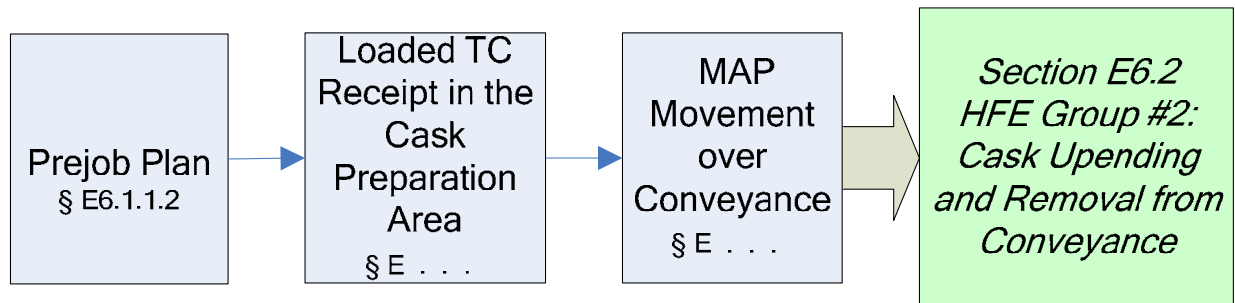 Prejob Plan
§ E6.1.1.2
Loaded TC
Receipt in the
Cask
Preparation
Area
§ E . . .
MAP
Movement
over
Conveyance
§ E . . .
Section E6.2
HFE Group #2:
Cask Upending
and Removal from
Conveyance